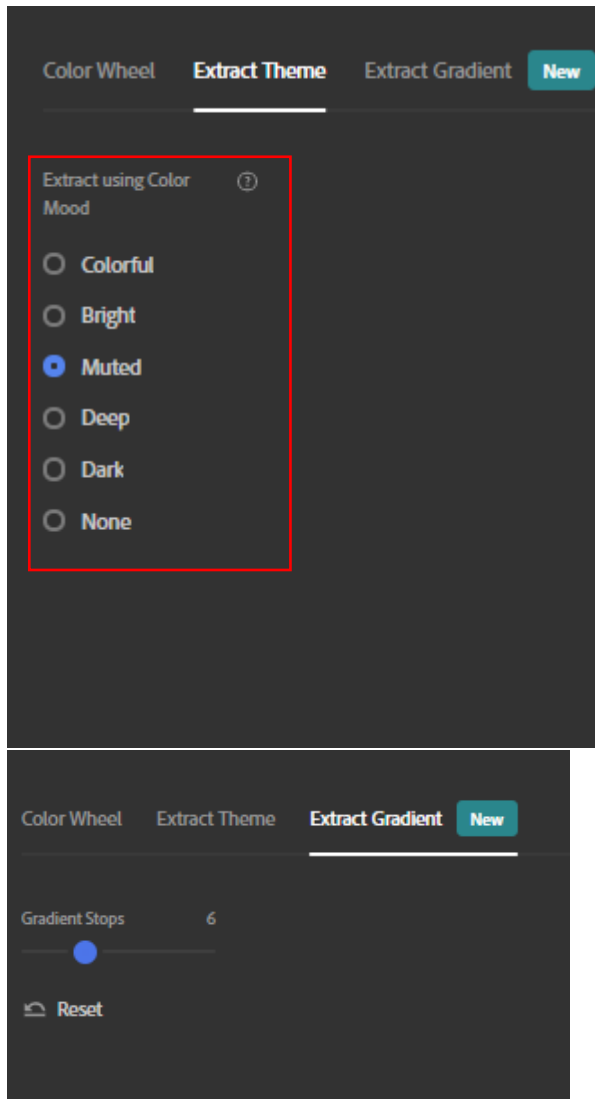 Color Wheel Extract Theme Extract Gradient New
Extract using Color
Mood
Colorful
Bright
Muted
Deep
Dark
None
Color Wheel Extract Theme Extract Gradient New
Gradient Stops 6
Reset